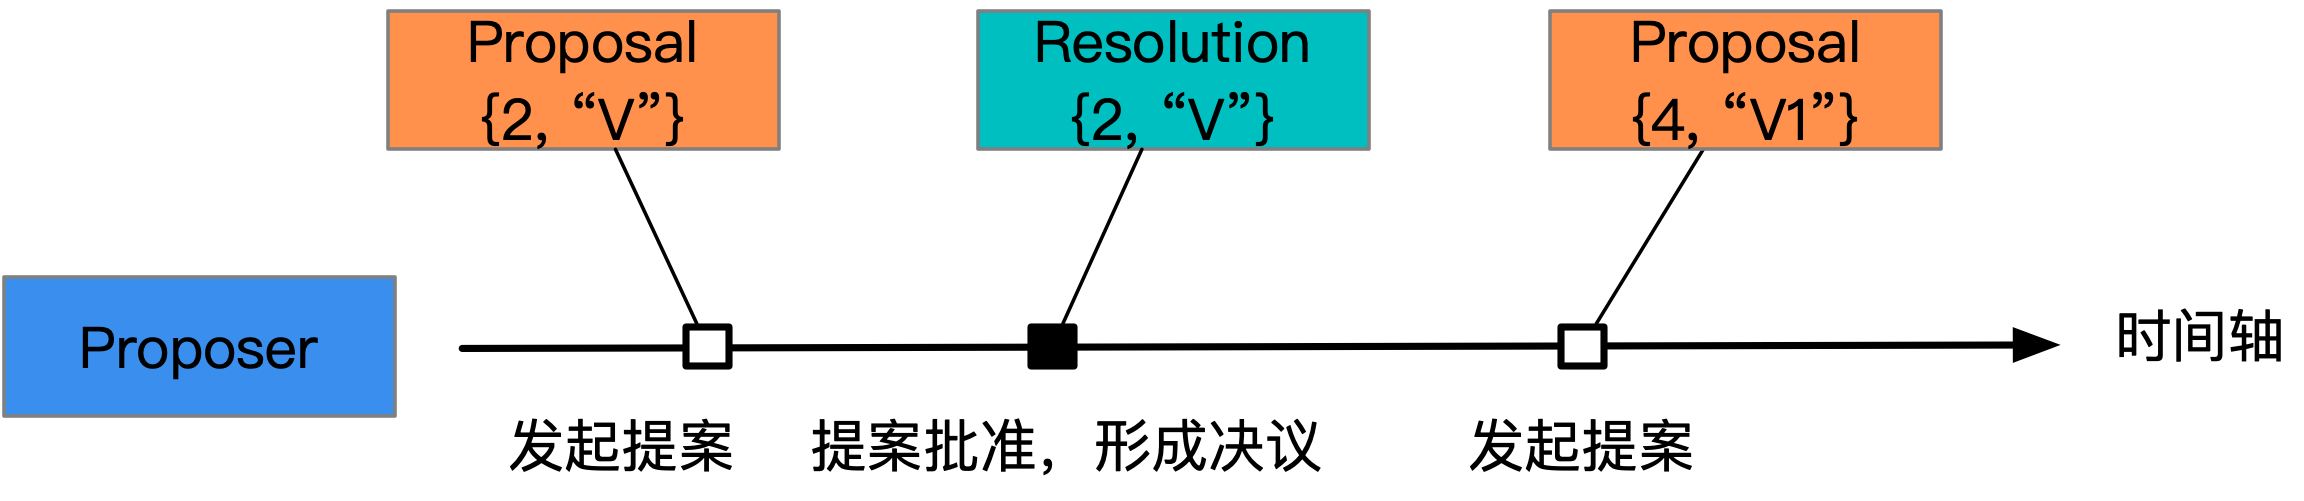 Proposal
{2, “V”}
Resolution
{2, “V”}
Proposal
{4, “V1”}
Proposer
时间轴
发起提案
提案批准，形成决议
发起提案